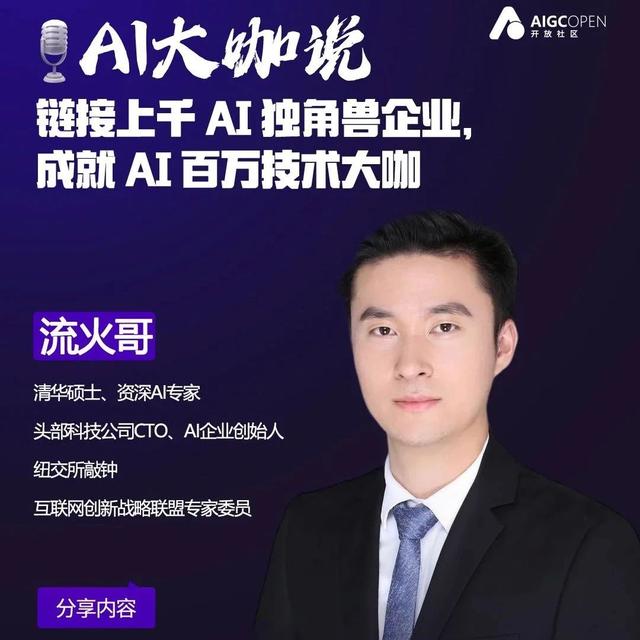 AI大咖说
AIGCOPEN
开放社区
链接上千 AI 独角兽企业,
成就 AI 百万技术大咖
流火哥
清华硕士、资深AI专家
头部科技公司CTO、AI企业创始人
纽交所敲钟
互联网创新战略联盟专家委员
分享内容